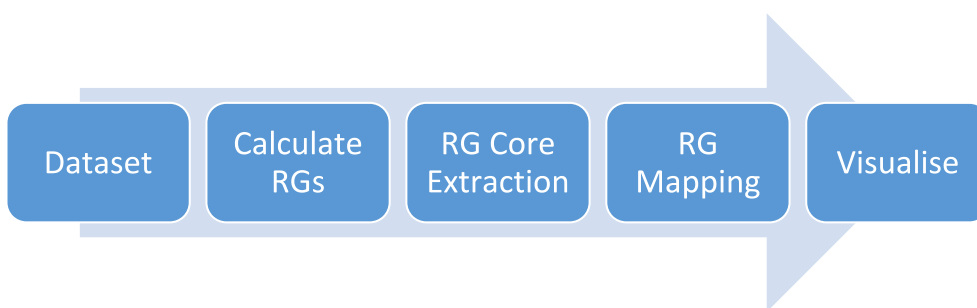 Dataset
Calculate
RGs
RG Core
Extraction
RG
Mapping
Visualise